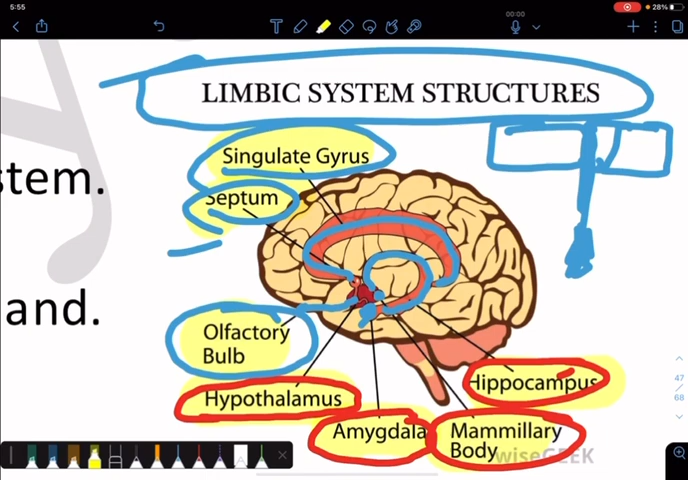 5:55
00:00
28%
LIMBIC SYSTEM STRUCTURES
Singulate Gyrus
stem.
Septum
and.
Olfactory
Bulb
47
68
Hippocampus
Hypothalamus
Amygdala
Mammillary
Body
wiseGEEK